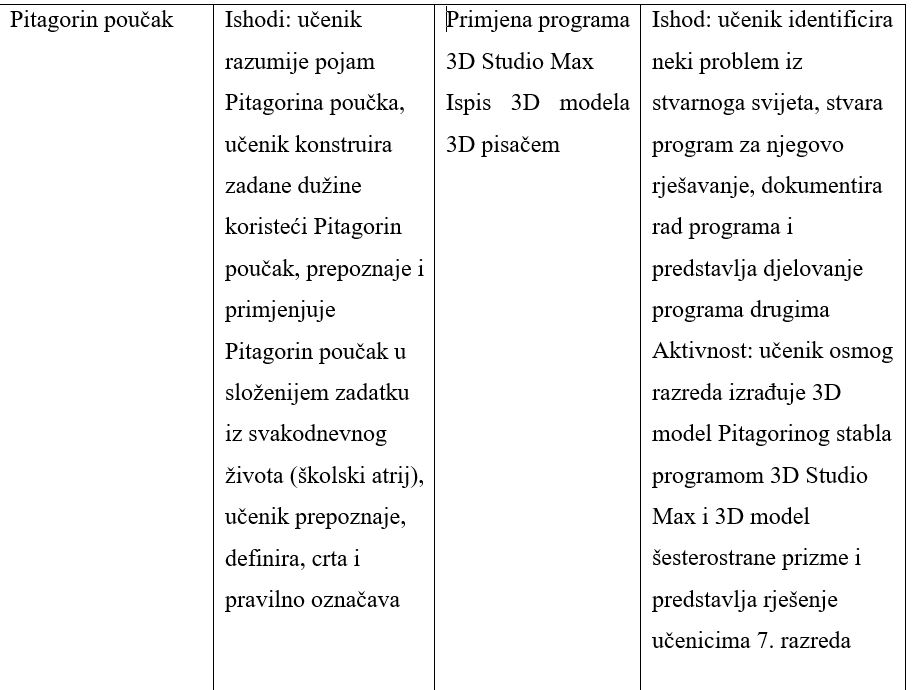 Pitagorin poučak
Ishodi: učenik
razumije pojam
Pitagorina poučka,
učenik konstruira
zadane dužine
koristeći Pitagorin
poučak, prepoznaje i
primjenjuje
Pitagorin poučak u
složenijem zadatku
iz svakodnevnog
života (školski atrij),
učenik prepoznaje,
definira, crta i
pravilno označava
Primjena programa
3D Studio Max
Ispis 3D modela
3D pisačem
Ishod: učenik identificira
neki problem iz
stvarnoga svijeta, stvara
program za njegovo
rješavanje, dokumentira
rad programa i
predstavlja djelovanje
programa drugima
Aktivnost: učenik osmog
razreda izrađuje 3D
model Pitagorinog stabla
programom 3D Studio
Max i 3D model
šesterostrane prizme i
predstavlja rješenje
učenicima 7. razreda